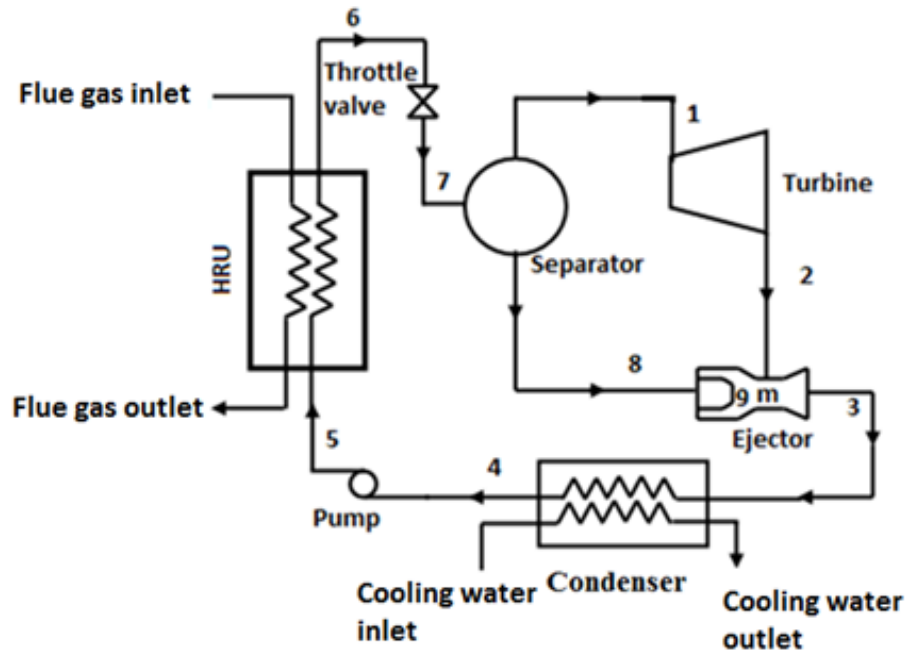 6
Throttle
valve
Flue gas inlet
1
7
Turbine
HRU
Separator
2
8
9 m
3
Flue gas outlet
Ejector
5
4
Pump
Condenser
Cooling water
inlet
Cooling water
outlet